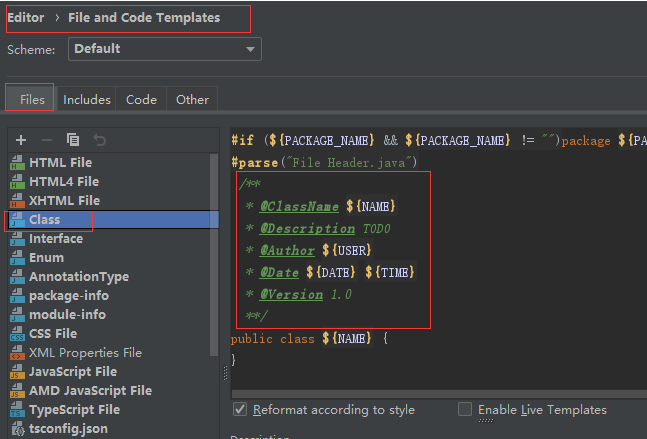 Editor › File and Code Templates
Scheme: Default
Files Includes Code Other
HTML File
HTML4 File
XHTML File
Class
Interface
Enum
AnnotationType
package-info
module-info
CSS File
XML Properties File
JavaScript File
AMD JavaScript File
TypeScript File
tsconfig.json
#if (${PACKAGE_NAME} && ${PACKAGE_NAME} != "")package ${PA
#parse("File Header.java")
/**
* @ClassName ${NAME}
* @Description TODO
* @Author ${USER}
* @Date ${DATE} ${TIME}
* @Version 1.0
**/
public class ${NAME} {
}
Reformat according to style Enable Live Templates
Description